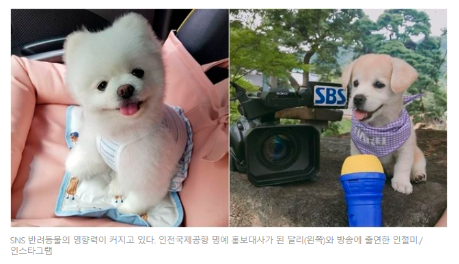 SBS
SNS 반려동물의 영향력이 커지고 있다. 인천국제공항 명예 홍보대사가 된 달리(왼쪽)와 방송에 출연한 인절미./
인스타그램